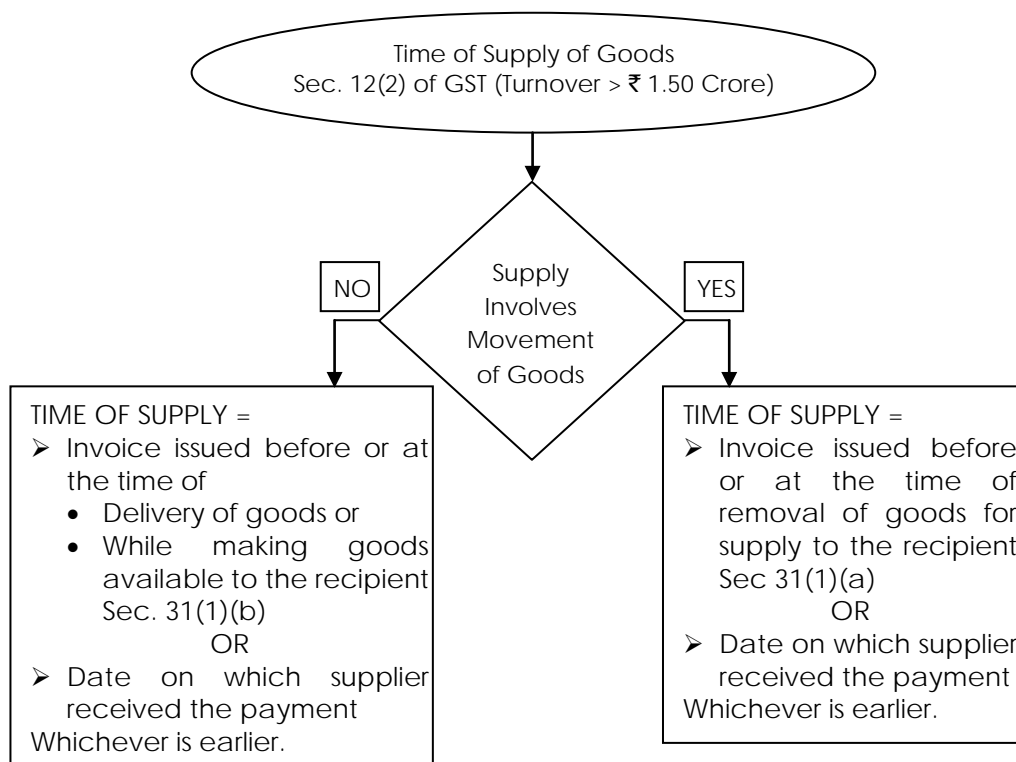 Time of Supply of Goods
Sec. 12(2) of GST (Turnover > ₹ 1.50 Crore)
NO
Supply
Involves
Movement
of Goods
YES
TIME OF SUPPLY =
➢ Invoice issued before or at
the time of
• Delivery of goods or
• While making goods
available to the recipient
Sec. 31(1)(b)
OR
➢ Date on which supplier
received the payment
Whichever is earlier.
TIME OF SUPPLY =
➢ Invoice issued before
or at the time of
removal of goods for
supply to the recipient
Sec 31(1)(a)
OR
➢ Date on which supplier
received the payment
Whichever is earlier.